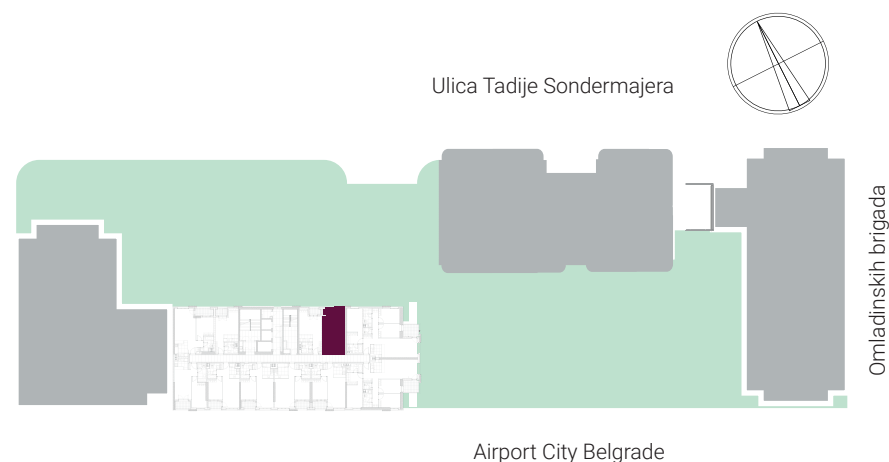 Ulica Tadije Sondermajera
Omladinskih brigada
Airport City Belgrade